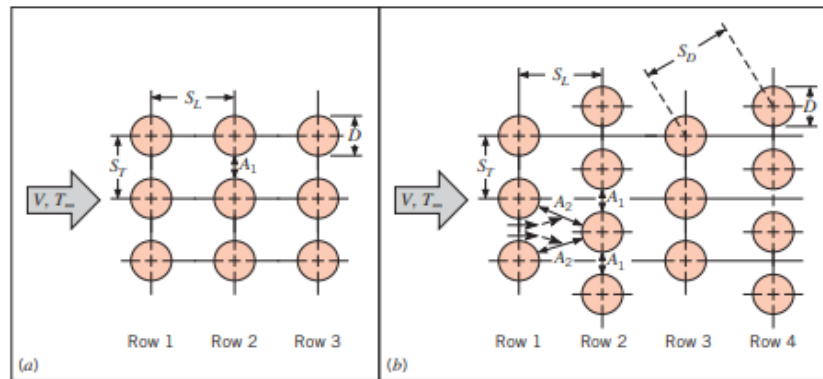 S_L
D
S_T
A_1
V, T_∞
Row 1 Row 2 Row 3
(a)
S_D
S_L
D
S_T
A_2
A_1
V, T_∞
A_2
A_1
Row 1 Row 2 Row 3 Row 4
(b)